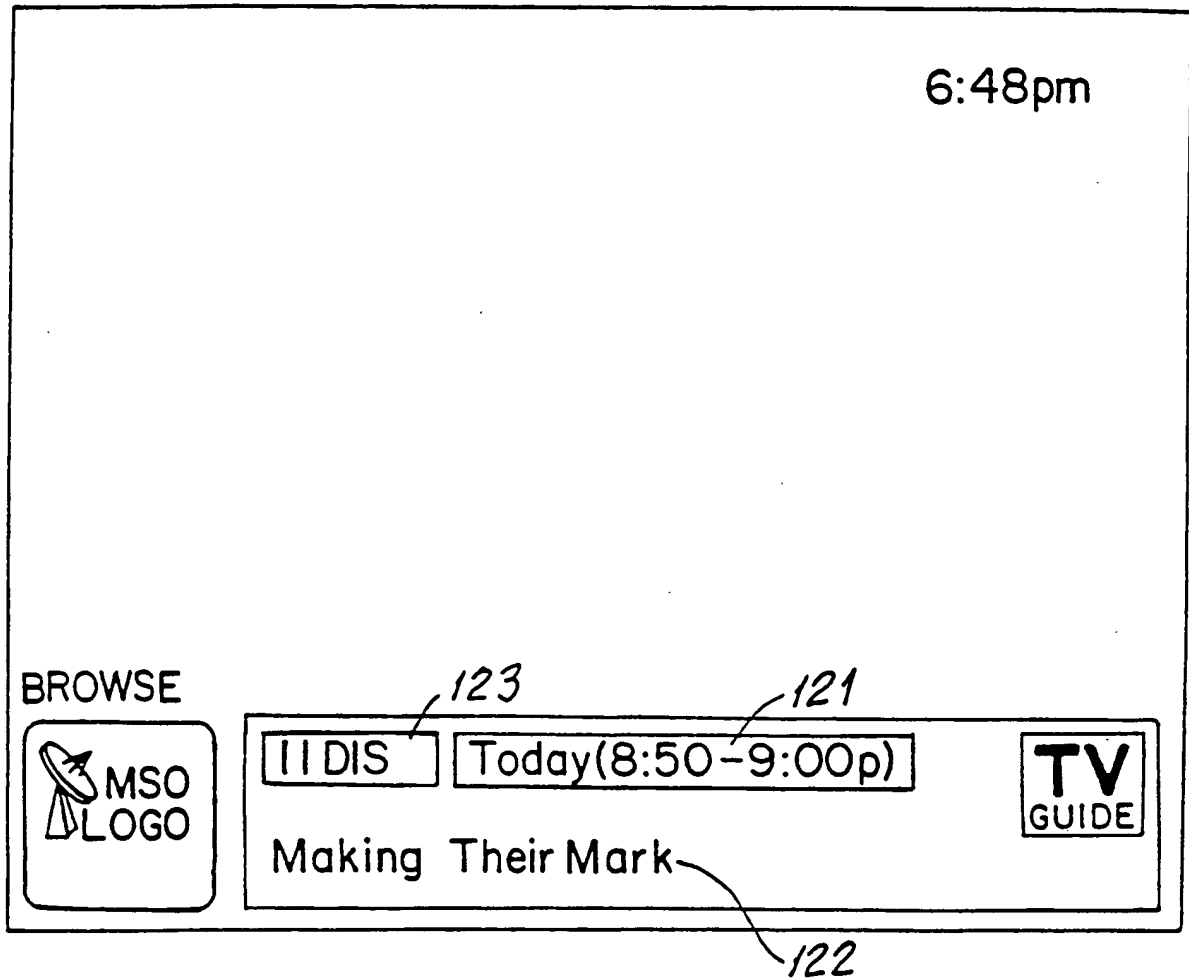 6:48pm
BROWSE
123
121
11 DIS
Today(8:50-9:00p)
TV
GUIDE
MSO
LOGO
Making Their Mark
122